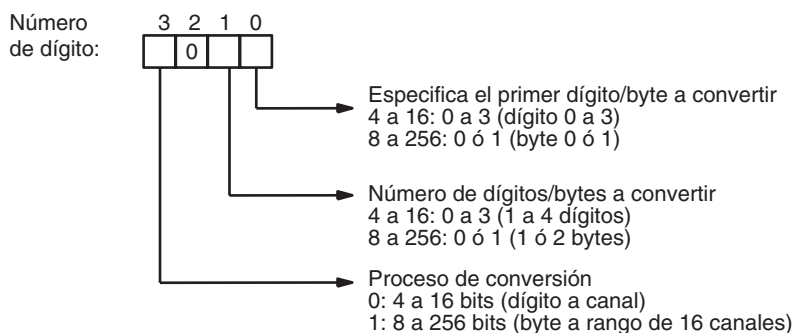 Número
de dígito:
3 2 1 0
0
Especifica el primer dígito/byte a convertir
4 a 16: 0 a 3 (dígito 0 a 3)
8 a 256: 0 ó 1 (byte 0 ó 1)
Número de dígitos/bytes a convertir
4 a 16: 0 a 3 (1 a 4 dígitos)
8 a 256: 0 ó 1 (1 ó 2 bytes)
Proceso de conversión
0: 4 a 16 bits (dígito a canal)
1: 8 a 256 bits (byte a rango de 16 canales)